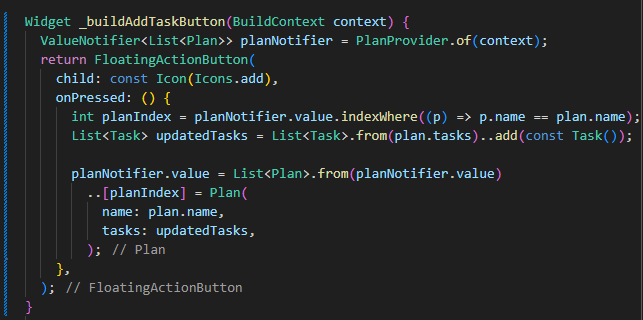 Widget _buildAddTaskButton(BuildContext context) {
  ValueNotifier<List<Plan>> planNotifier = PlanProvider.of(context);
  return FloatingActionButton(
    child: const Icon(Icons.add),
    onPressed: () {
      int planIndex = planNotifier.value.indexWhere((p) => p.name == plan.name);
      List<Task> updatedTasks = List<Task>.from(plan.tasks)..add(const Task());

      planNotifier.value = List<Plan>.from(planNotifier.value)
        ..[planIndex] = Plan(
          name: plan.name,
          tasks: updatedTasks,
        ); // Plan
    },
  ); // FloatingActionButton
}